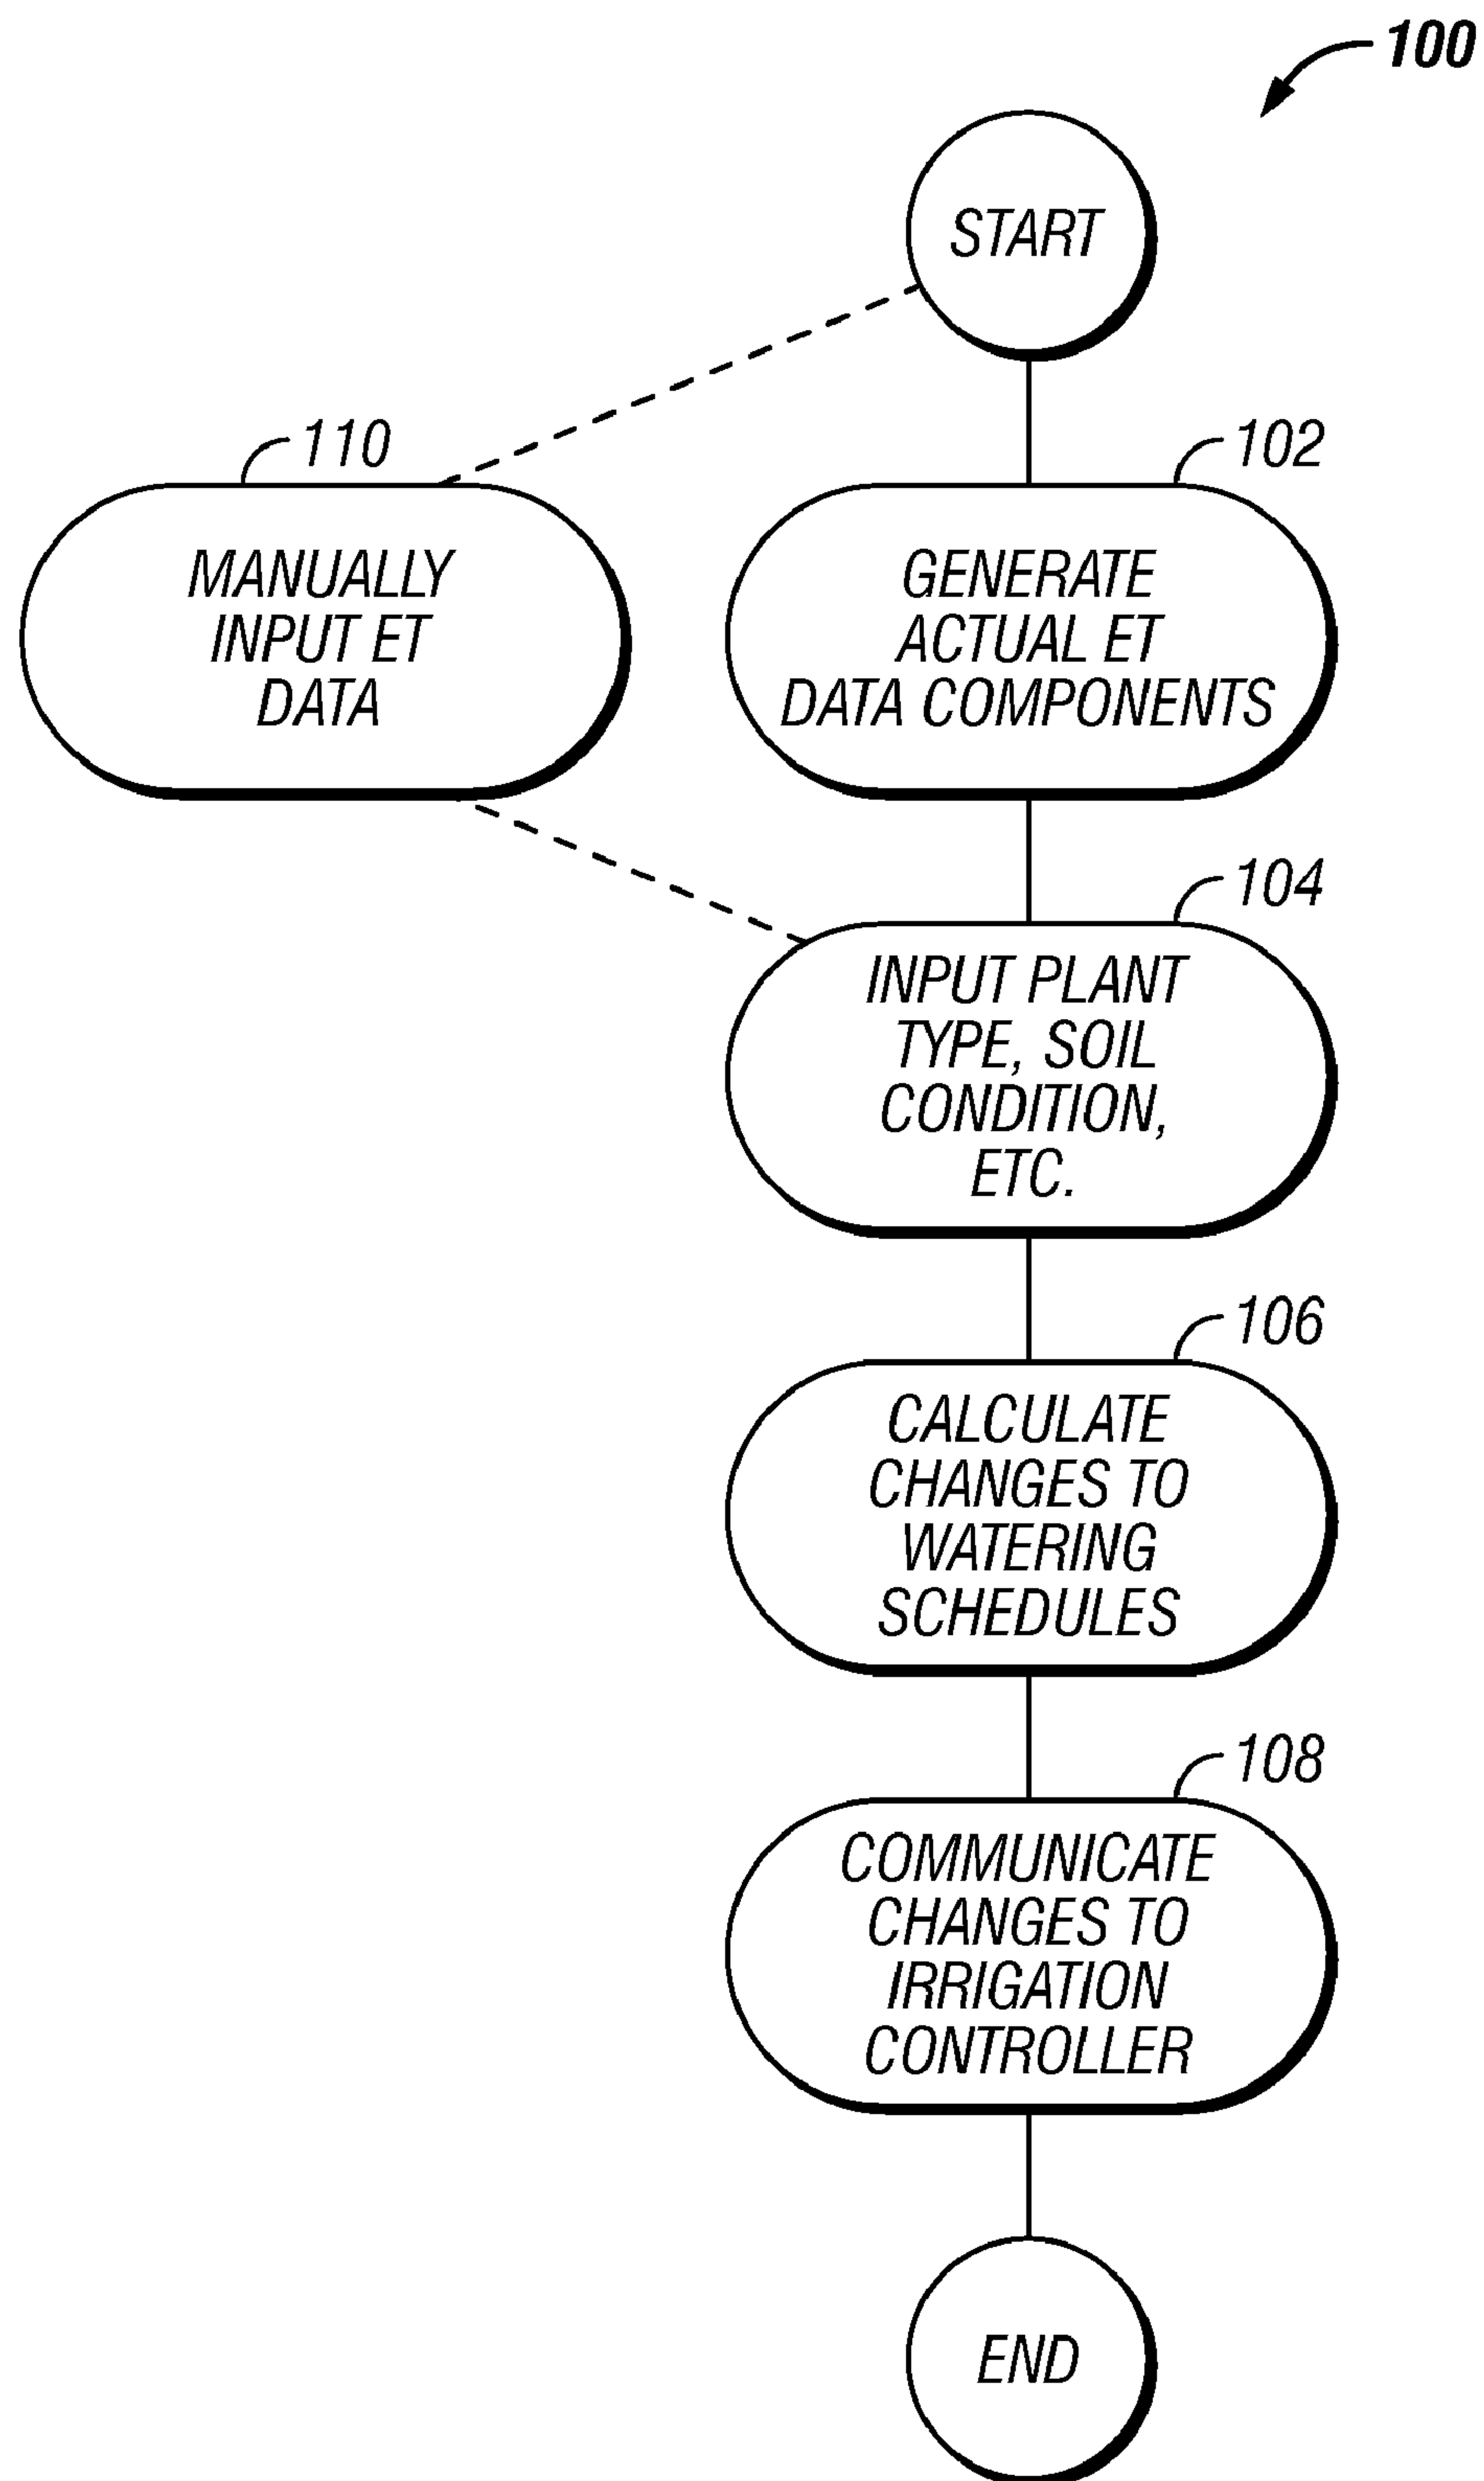 100
START
110
MANUALLY
INPUT ET
DATA
102
GENERATE
ACTUAL ET
DATA COMPONENTS
104
INPUT PLANT
TYPE, SOIL
CONDITION,
ETC.
106
CALCULATE
CHANGES TO
WATERING
SCHEDULES
108
COMMUNICATE
CHANGES TO
IRRIGATION
CONTROLLER
END